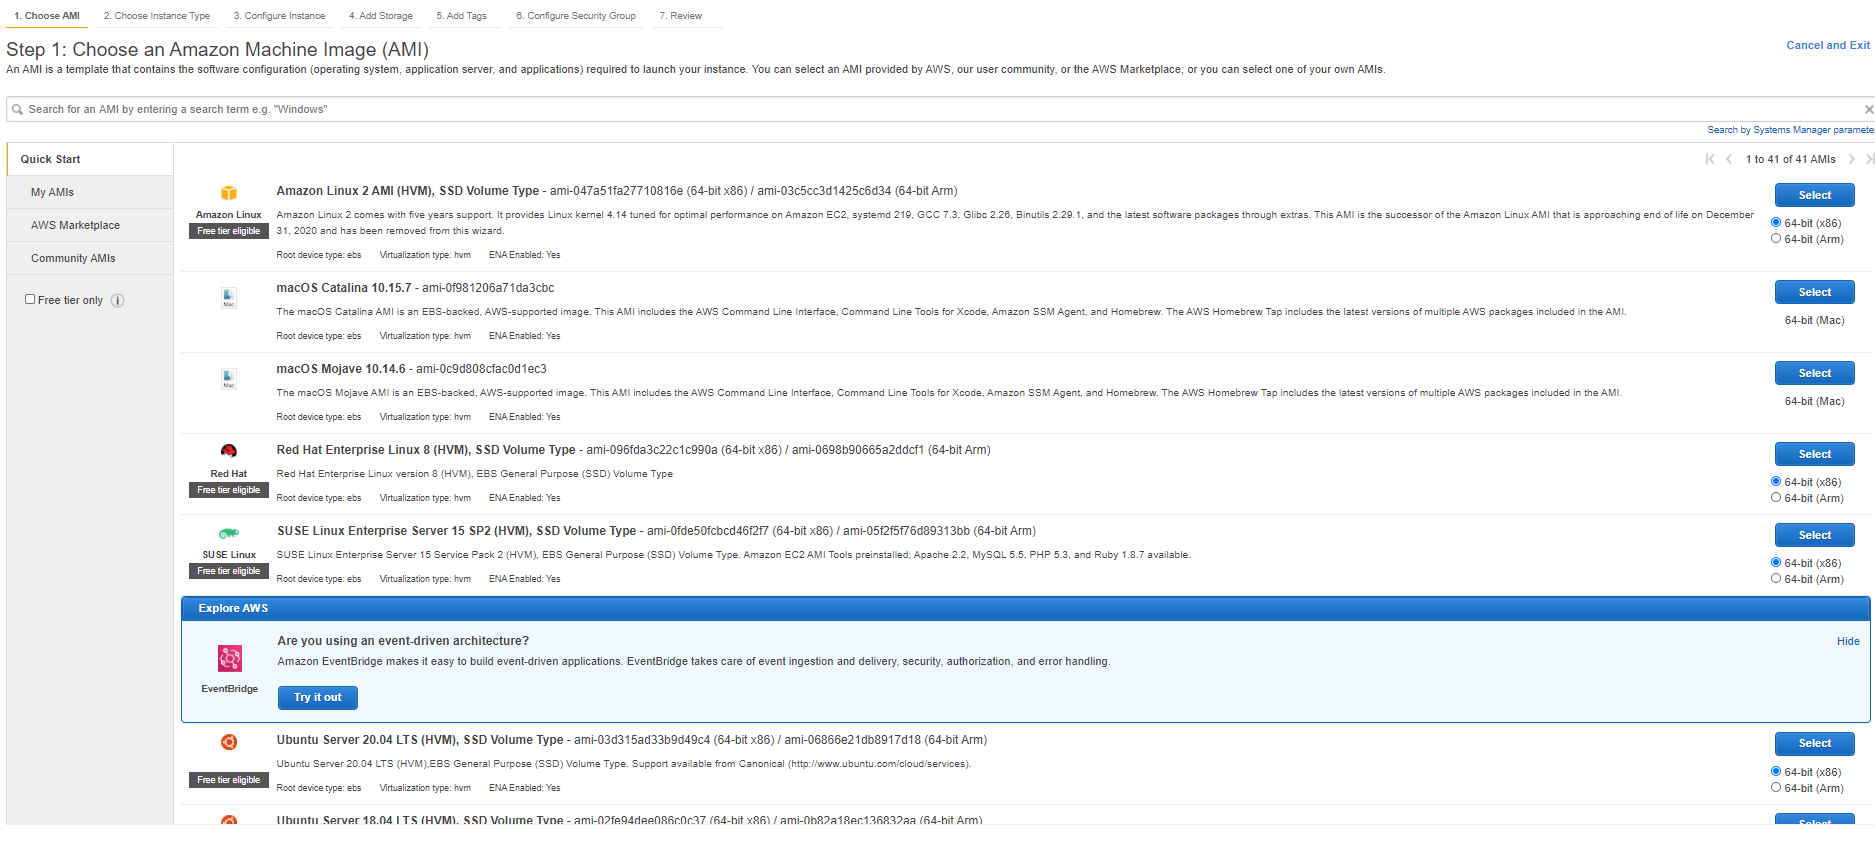 1. Choose AMI 2. Choose Instance Type 3. Configure Instance 4. Add Storage 5. Add Tags 6. Configure Security Group 7. Review
Step 1: Choose an Amazon Machine Image (AMI)
Cancel and Exit
An AMI is a template that contains the software configuration (operating system, application server, and applications) required to launch your instance. You can select an AMI provided by AWS, our user community, or the AWS Marketplace; or you can select one of your own AMIs.
Search for an AMI by entering a search term e.g. "Windows"
Search by Systems Manager paramete
Quick Start
My AMIs
AWS Marketplace
Community AMIs
Free tier only
1 to 41 of 41 AMIs
Amazon Linux
Free tier eligible
Amazon Linux 2 AMI (HVM), SSD Volume Type - ami-047a51fa27710816e (64-bit x86) / ami-03c5cc3d1425c6d34 (64-bit Arm)
Amazon Linux 2 comes with five years support. It provides Linux kernel 4.14 tuned for optimal performance on Amazon EC2, systemd 219, GCC 7.3, Glibc 2.26, Binutils 2.29.1, and the latest software packages through extras. This AMI is the successor of the Amazon Linux AMI that is approaching end of life on December
31, 2020 and has been removed from this wizard.
Root device type: ebs Virtualization type: hvm ENA Enabled: Yes
Select
64-bit (x86)
64-bit (Arm)
Mac
macOS Catalina 10.15.7 - ami-0f981206a71da3cbc
The macOS Catalina AMI is an EBS-backed, AWS-supported image. This AMI includes the AWS Command Line Interface, Command Line Tools for Xcode, Amazon SSM Agent, and Homebrew. The AWS Homebrew Tap includes the latest versions of multiple AWS packages included in the AMI.
Root device type: ebs Virtualization type: hvm ENA Enabled: Yes
Select
64-bit (Mac)
Mac
macOS Mojave 10.14.6 - ami-0c9d808cfac0d1ec3
The macOS Mojave AMI is an EBS-backed, AWS-supported image. This AMI includes the AWS Command Line Interface, Command Line Tools for Xcode, Amazon SSM Agent, and Homebrew. The AWS Homebrew Tap includes the latest versions of multiple AWS packages included in the AMI.
Root device type: ebs Virtualization type: hvm ENA Enabled: Yes
Select
64-bit (Mac)
Red Hat
Free tier eligible
Red Hat Enterprise Linux 8 (HVM), SSD Volume Type - ami-096fda3c22c1c990a (64-bit x86) / ami-0698b90665a2ddcf1 (64-bit Arm)
Red Hat Enterprise Linux version 8 (HVM), EBS General Purpose (SSD) Volume Type
Root device type: ebs Virtualization type: hvm ENA Enabled: Yes
Select
64-bit (x86)
64-bit (Arm)
SUSE Linux
Free tier eligible
SUSE Linux Enterprise Server 15 SP2 (HVM), SSD Volume Type - ami-0fde50fcbcd46f2f7 (64-bit x86) / ami-05f2f5f76d89313bb (64-bit Arm)
SUSE Linux Enterprise Server 15 Service Pack 2 (HVM), EBS General Purpose (SSD) Volume Type. Amazon EC2 AMI Tools preinstalled; Apache 2.2, MySQL 5.5, PHP 5.3, and Ruby 1.8.7 available.
Root device type: ebs Virtualization type: hvm ENA Enabled: Yes
Select
64-bit (x86)
64-bit (Arm)
Explore AWS
EventBridge
Are you using an event-driven architecture?
Hide
Amazon EventBridge makes it easy to build event-driven applications. EventBridge takes care of event ingestion and delivery, security, authorization, and error handling.
Try it out
Free tier eligible
Ubuntu Server 20.04 LTS (HVM), SSD Volume Type - ami-03d315ad33b9d49c4 (64-bit x86) / ami-06866e21db8917d18 (64-bit Arm)
Ubuntu Server 20.04 LTS (HVM),EBS General Purpose (SSD) Volume Type. Support available from Canonical (http://www.ubuntu.com/cloud/services).
Root device type: ebs Virtualization type: hvm ENA Enabled: Yes
Select
64-bit (x86)
64-bit (Arm)
Ubuntu Server 18.04 LTS (HVM), SSD Volume Type - ami-02fe94dee086c0c37 (64-bit x86) / ami-0b82a18ec136832aa (64-bit Arm)
Select